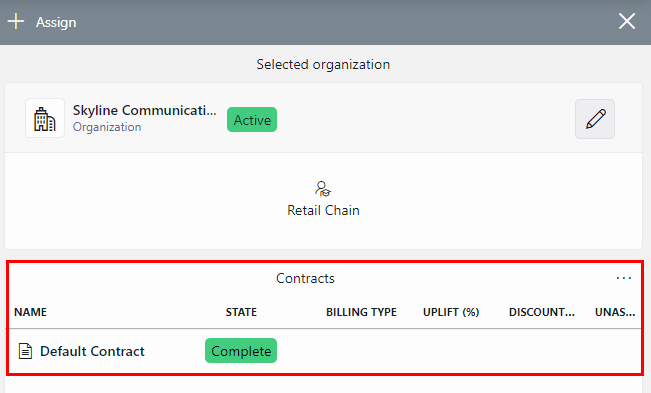 Assign
Selected organization
Skyline Communicati...
Organization
Active
Retail Chain
Contracts
NAME STATE BILLING TYPE UPLIFT (%) DISCOUNT... UNAS...
Default Contract Complete